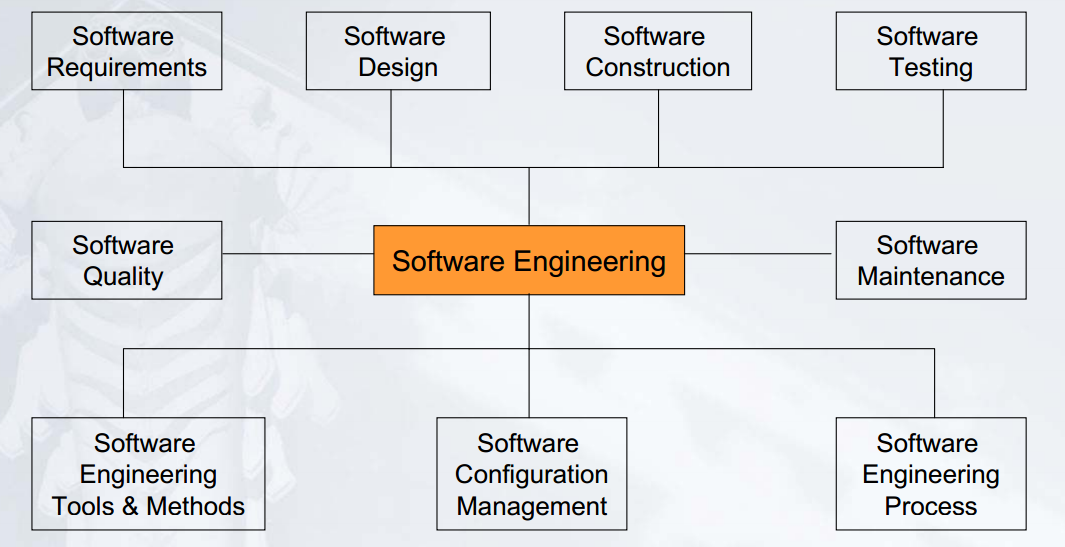 Software
Requirements
Software
Design
Software
Construction
Software
Testing
Software
Quality
Software Engineering
Software
Maintenance
Software
Engineering
Tools & Methods
Software
Configuration
Management
Software
Engineering
Process